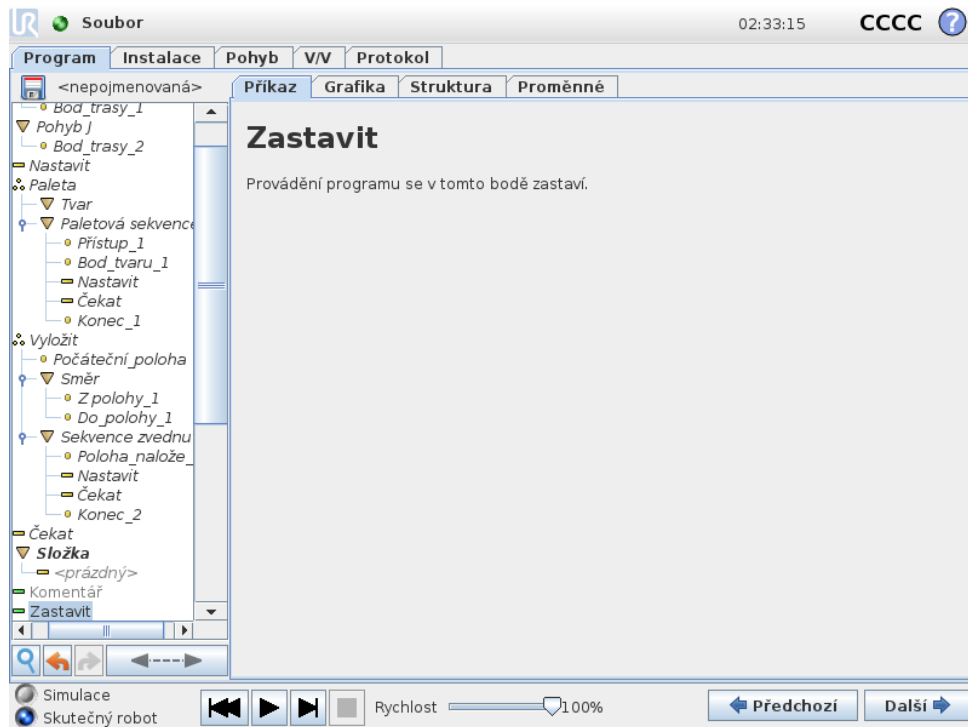 Soubor
02:33:15
CCCC
?
Program Instalace Pohyb V/V Protokol
<nepojmenovaná>
Příkaz Grafika Struktura Proměnné
Bod_trasy_1
Pohyb J
Bod_trasy_2
Nastavit
Paleta
Tvar
Paletová sekvence
Přístup_1
Bod_tvaru_1
Nastavit
Čekat
Konec_1
Vyložit
Počáteční_poloha
Směr
Z polohy_1
Do_polohy_1
Sekvence zvednu
Poloha_nalože_
Nastavit
Čekat
Konec_2
Čekat
Složka
<prázdný>
Komentář
Zastavit
Zastavit
Provádění programu se v tomto bodě zastaví.
Simulace
Skutečný robot
Rychlost 100%
Předchozí
Další